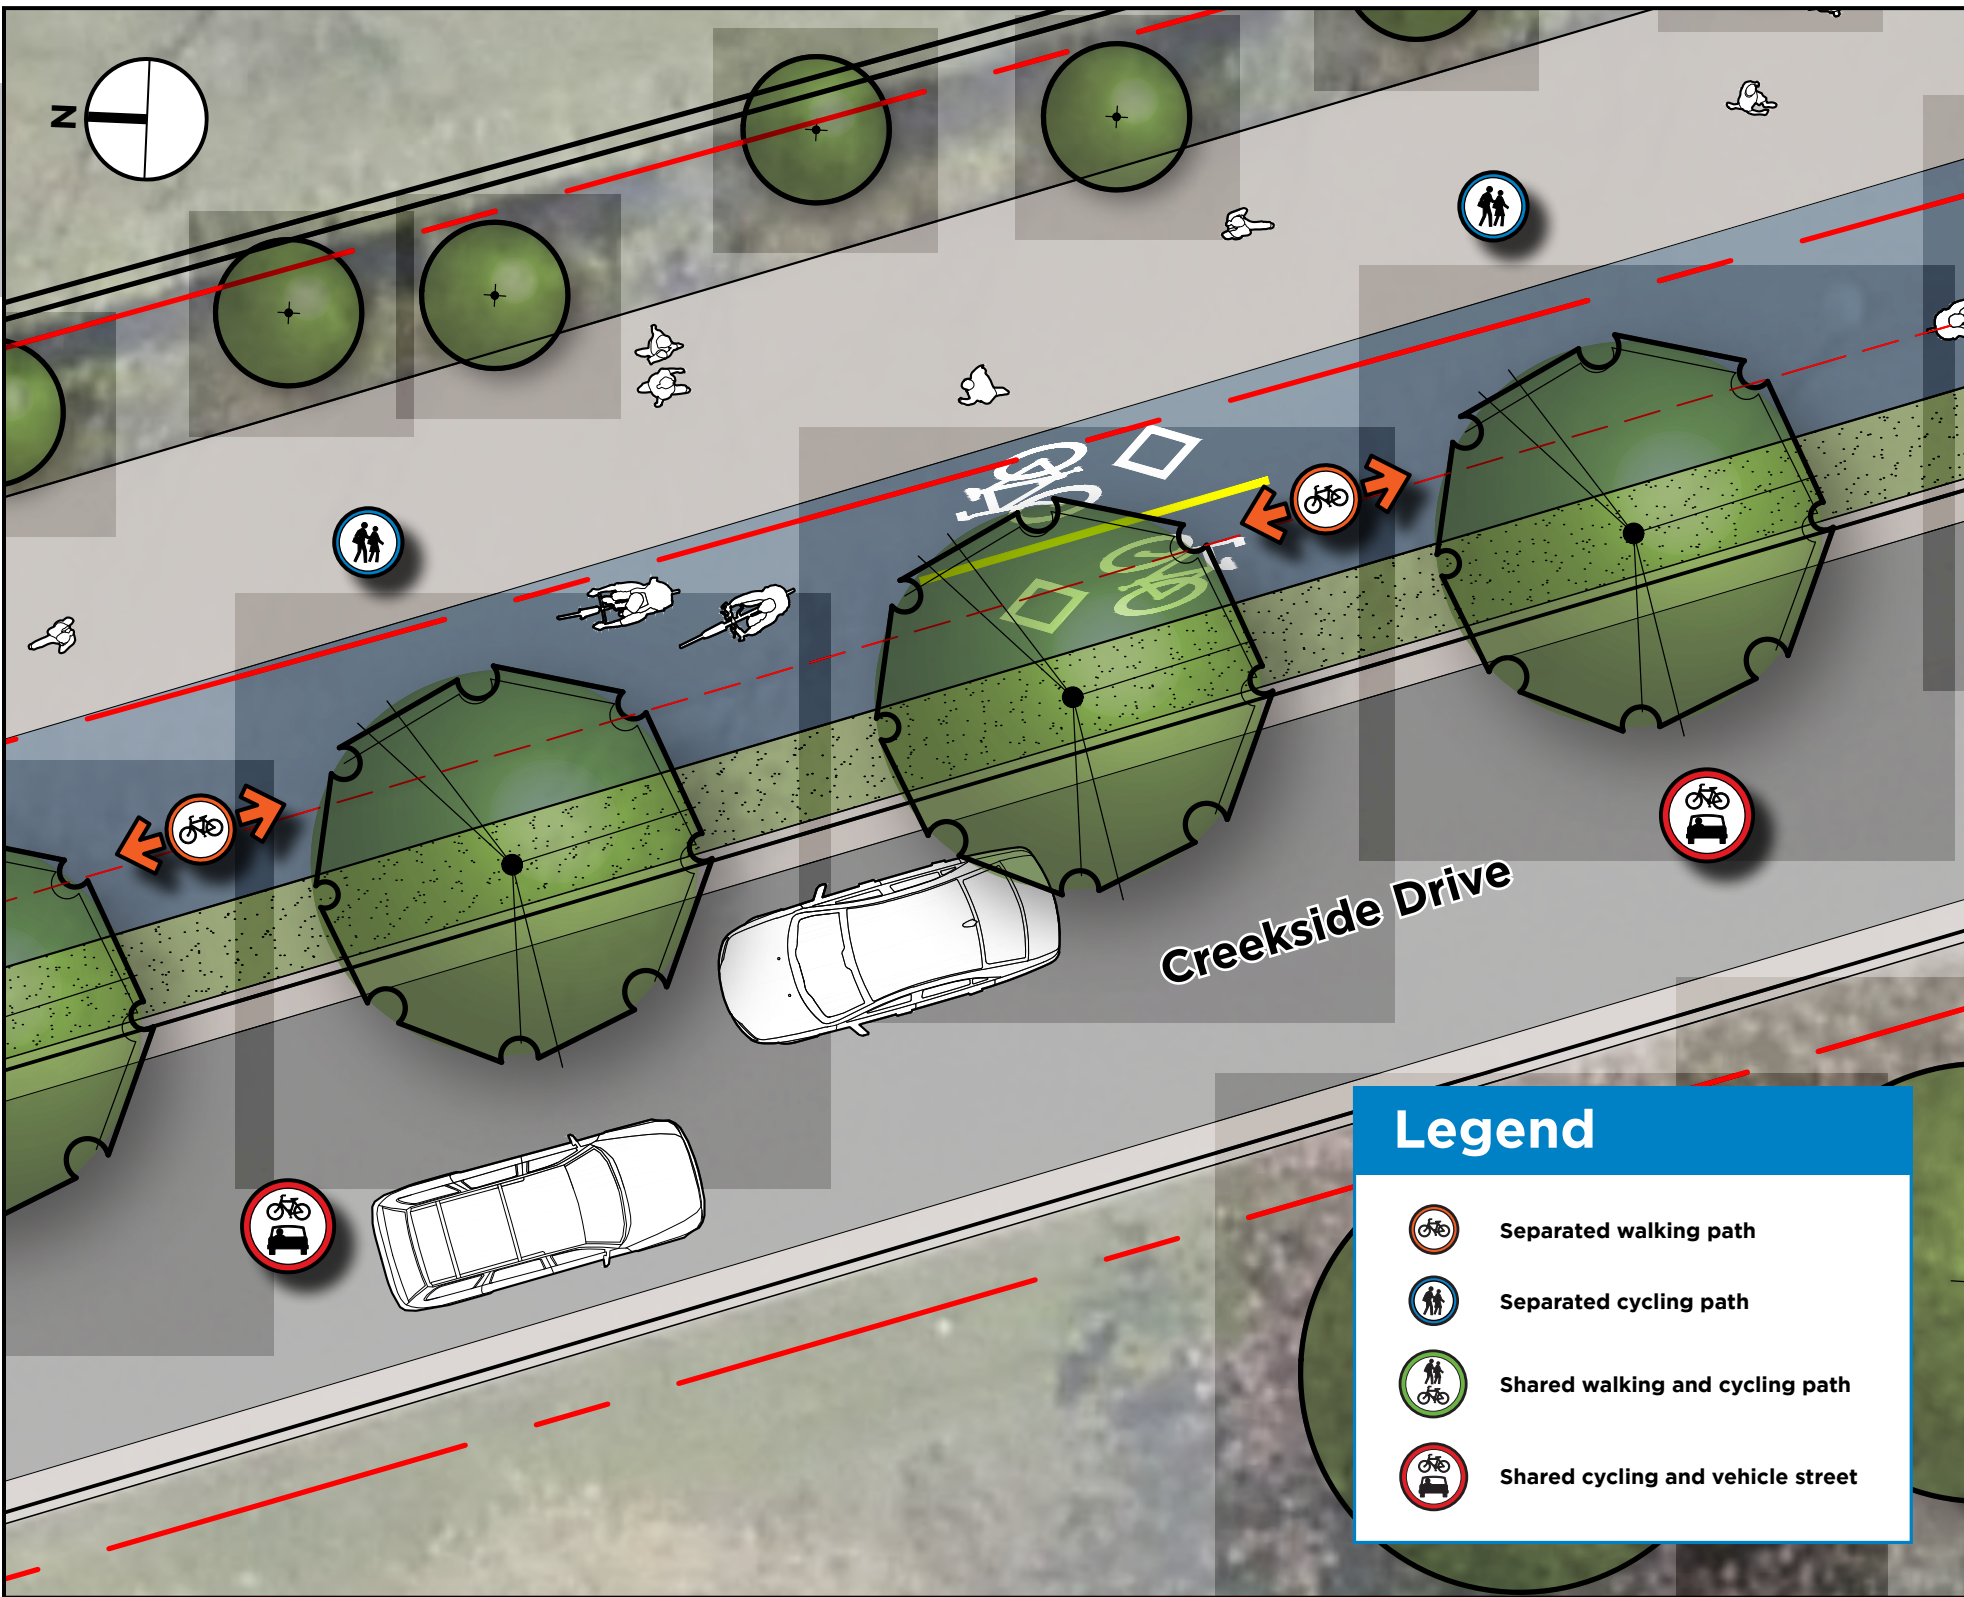 N
Creekside Drive
Legend
Separated walking path
Separated cycling path
Shared walking and cycling path
Shared cycling and vehicle street